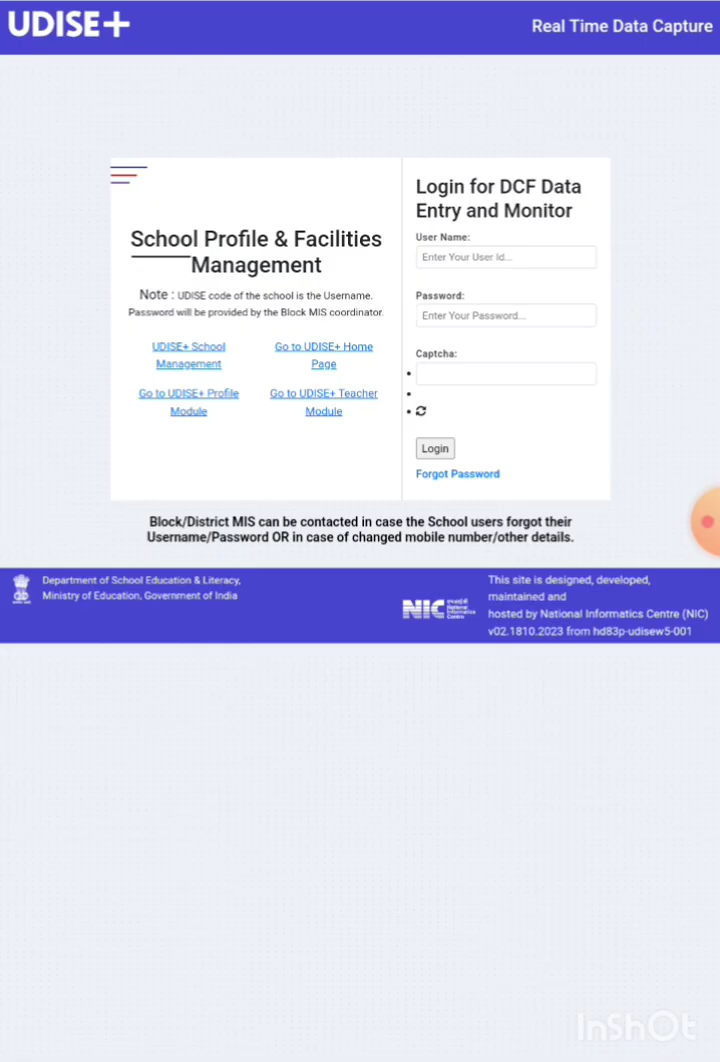 UDISE+
Real Time Data Capture
School Profile & Facilities
Management
Note : UDISE code of the school is the Username.
Password will be provided by the Block MIS coordinator.
UDISE+ School
Management
Go to UDISE+ Home
Page
Go to UDISE+ Profile
Module
Go to UDISE+ Teacher
Module
Login for DCF Data
Entry and Monitor
User Name:
Enter Your User Id...
Password:
Enter Your Password...
Captcha:
Login
Forgot Password
Block/District MIS can be contacted in case the School users forgot their
Username/Password OR in case of changed mobile number/other details.
Department of School Education & Literacy,
Ministry of Education, Government of India
NIC
National
Informatics
Centre
This site is designed, developed,
maintained and
hosted by National Informatics Centre (NIC)
v02.1810.2023 from hd83p-udisew5-001
InShOt